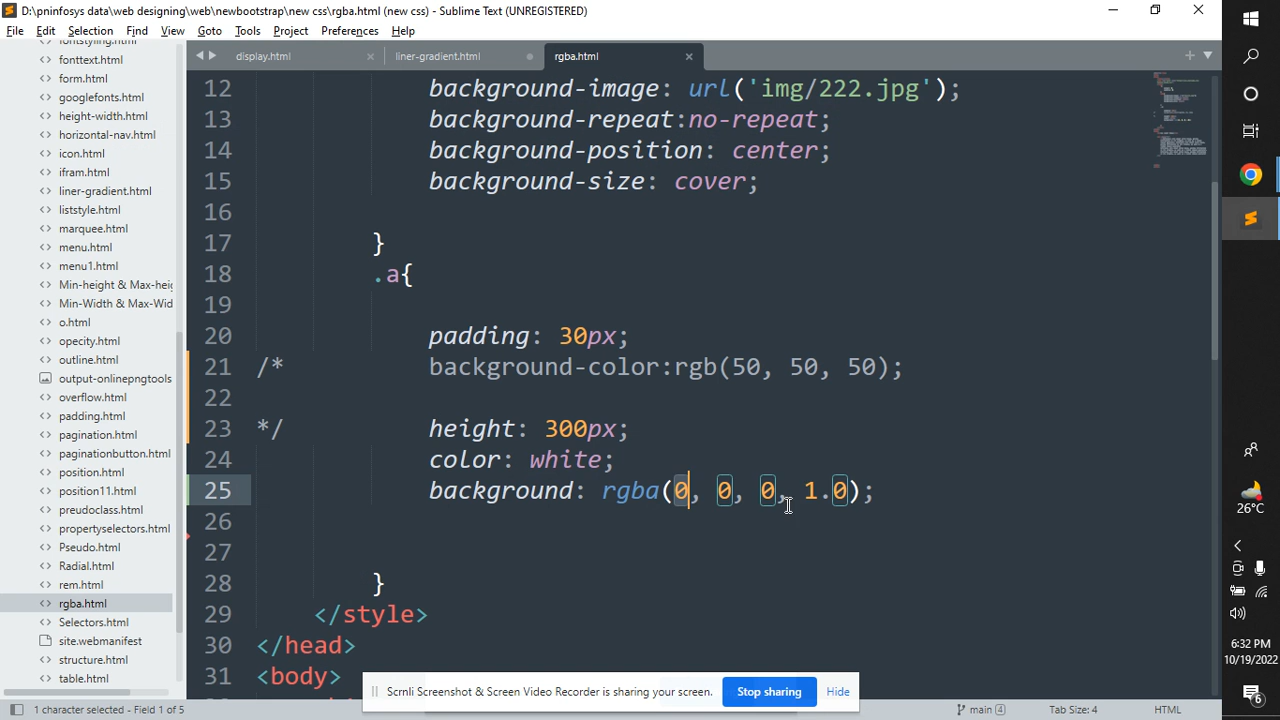 D:\pninfosys data\web designing\web\newbootstrap\new css\rgba.html (new css) - Sublime Text (UNREGISTERED)
File Edit Selection Find View Goto Tools Project Preferences Help
display.html liner-gradient.html rgba.html
fontstyling.html
fonttext.html
form.html
googlefonts.html
height-width.html
horizontal-nav.html
icon.html
ifram.html
liner-gradient.html
liststyle.html
marquee.html
menu.html
menu1.html
Min-height & Max-hei
Min-Width & Max-Wid
o.html
opecity.html
outline.html
output-onlinepngtools
overflow.html
padding.html
pagination.html
paginationbutton.html
position.html
position11.html
preudoclass.html
propertyselectors.html
Pseudo.html
Radial.html
rem.html
rgba.html
Selectors.html
site.webmanifest
structure.html
table.html
12 background-image: url('img/222.jpg');
13 background-repeat:no-repeat;
14 background-position: center;
15 background-size: cover;
16
17 }
18 .a{
19
20 padding: 30px;
21 /* background-color:rgb(50, 50, 50);
22
23 */ height: 300px;
24 color: white;
25 background: rgba(0, 0, 0, 1.0);
26
27
28 }
29 </style>
30 </head>
31 <body>
Scrnli Screenshot & Screen Video Recorder is sharing your screen. Stop sharing Hide
1 character selected - Field 1 of 5 main 4 Tab Size: 4 HTML
26°C
6:32 PM
10/19/2022
6